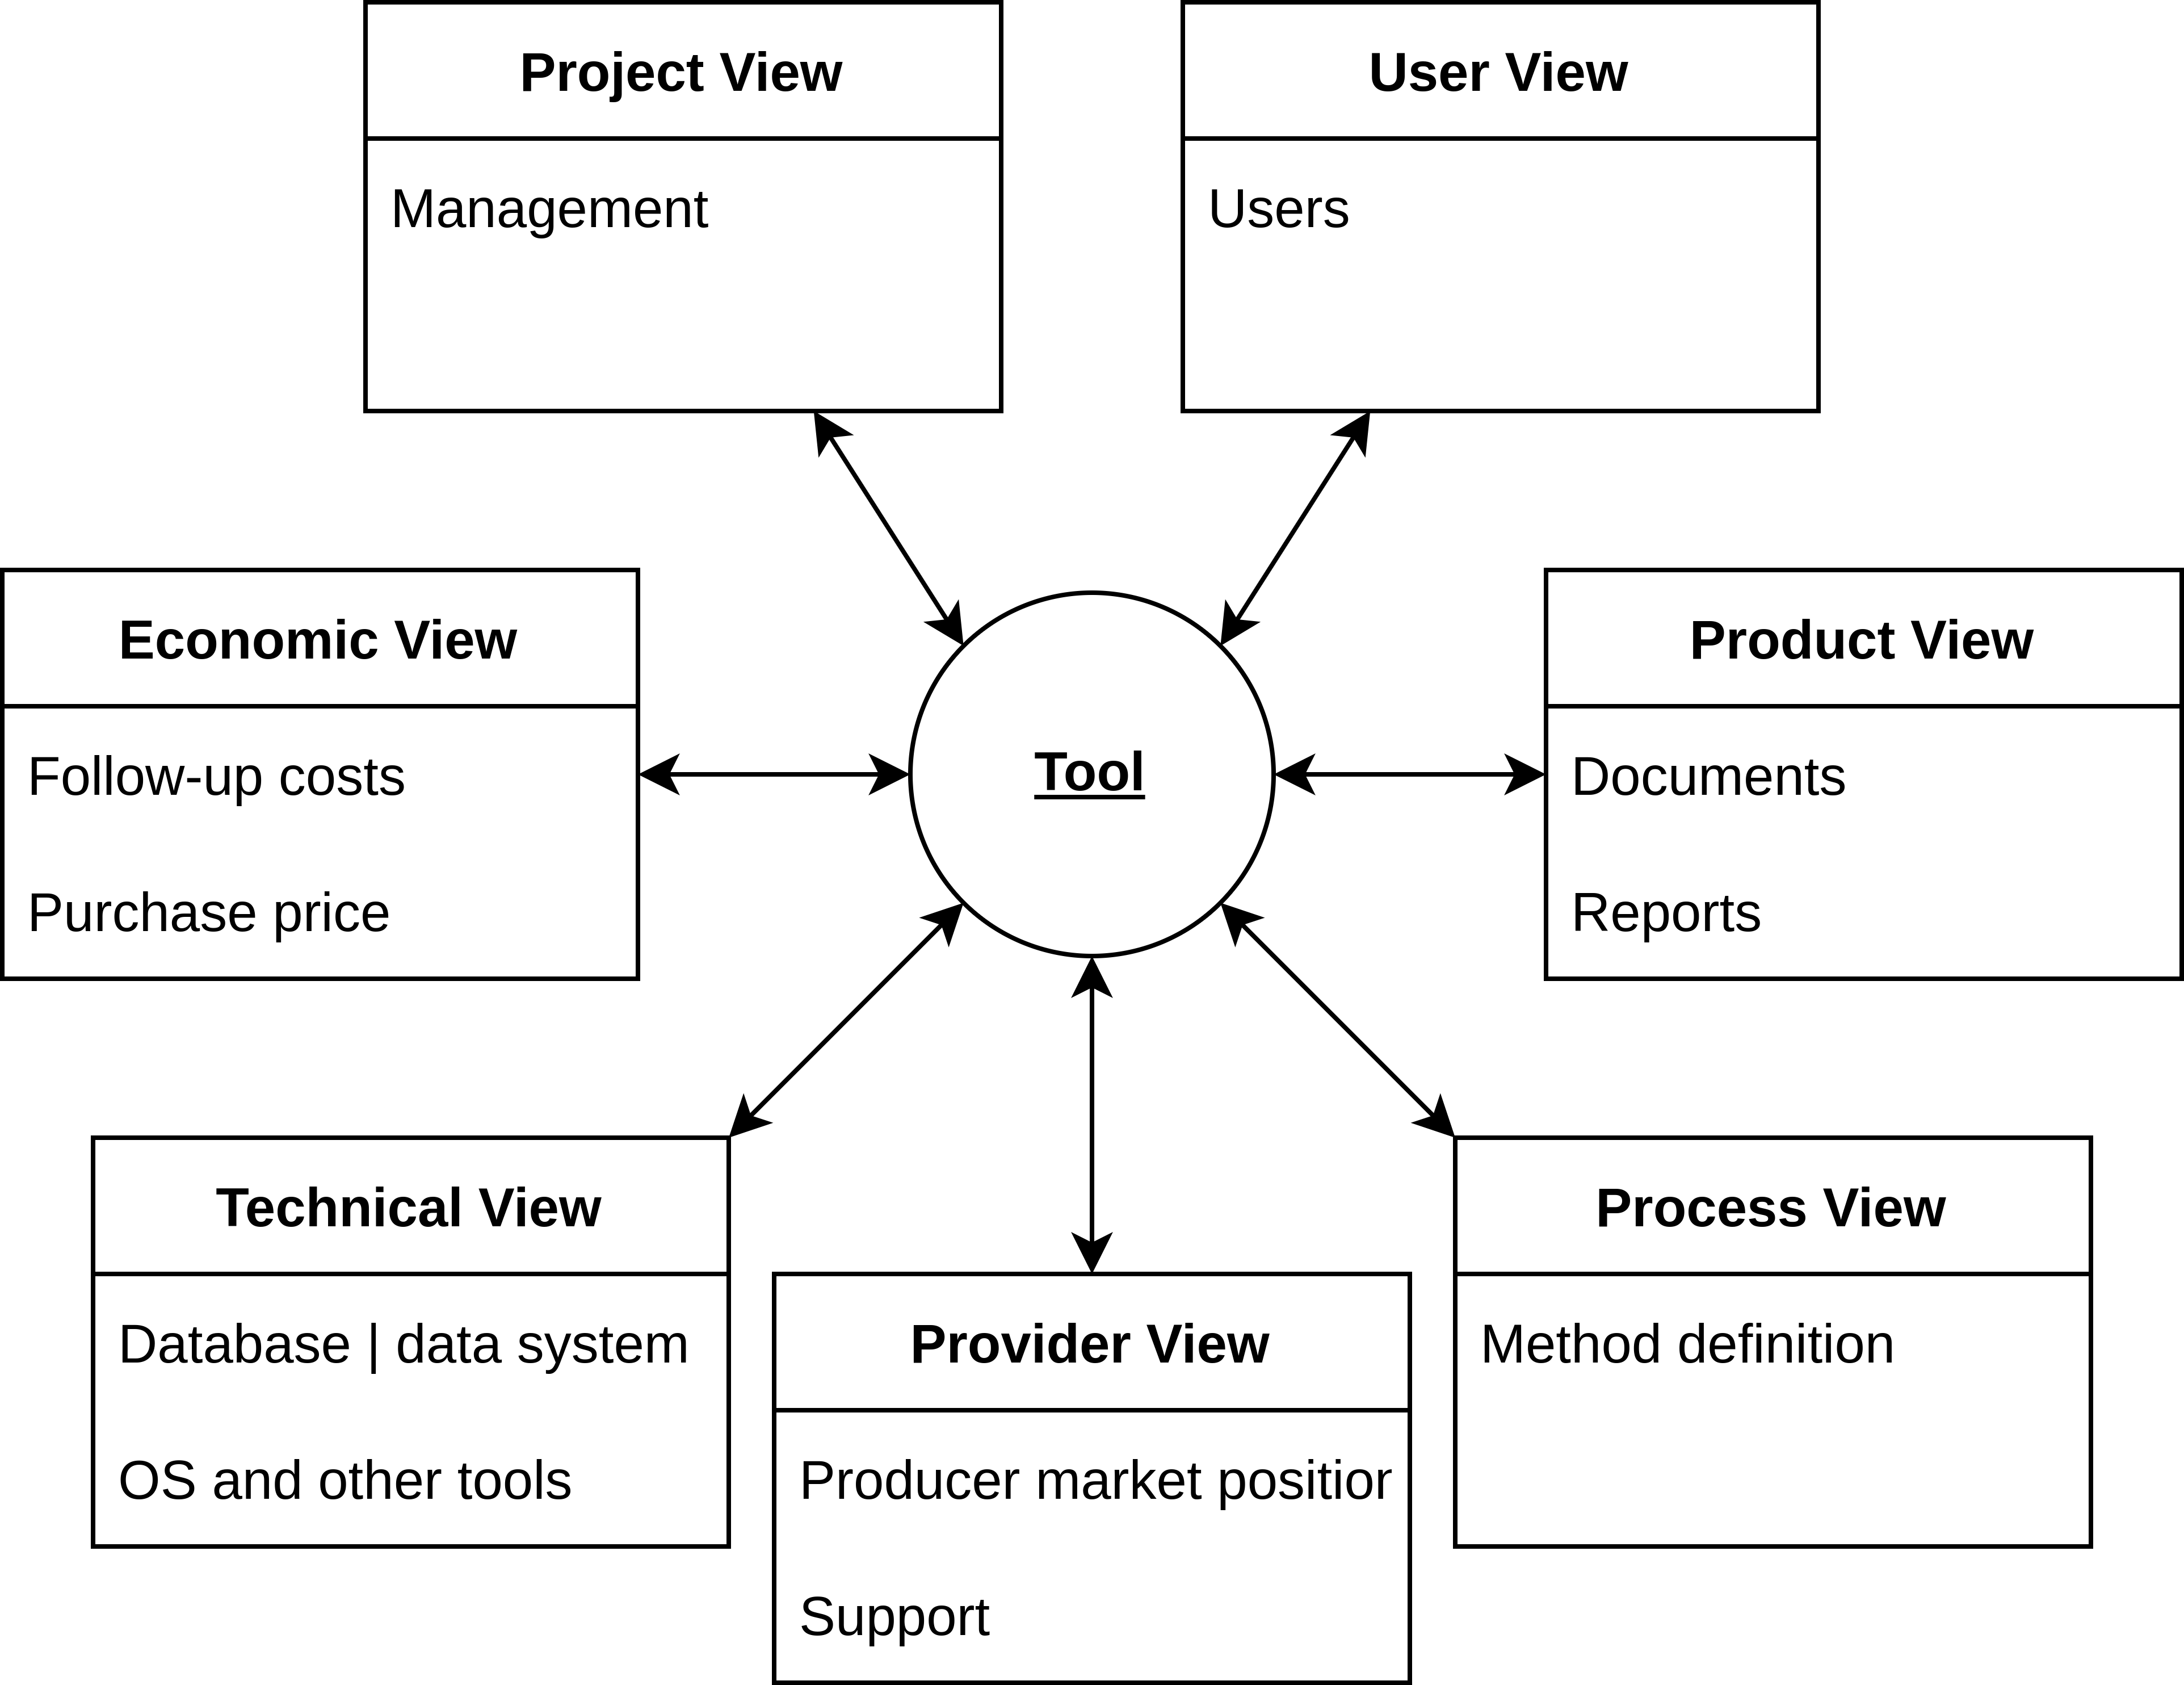 Project View
Management
User View
Users
Economic View
Follow-up costs
Purchase price
Tool
Product View
Documents
Reports
Technical View
Database | data system
OS and other tools
Provider View
Producer market position
Support
Process View
Method definition